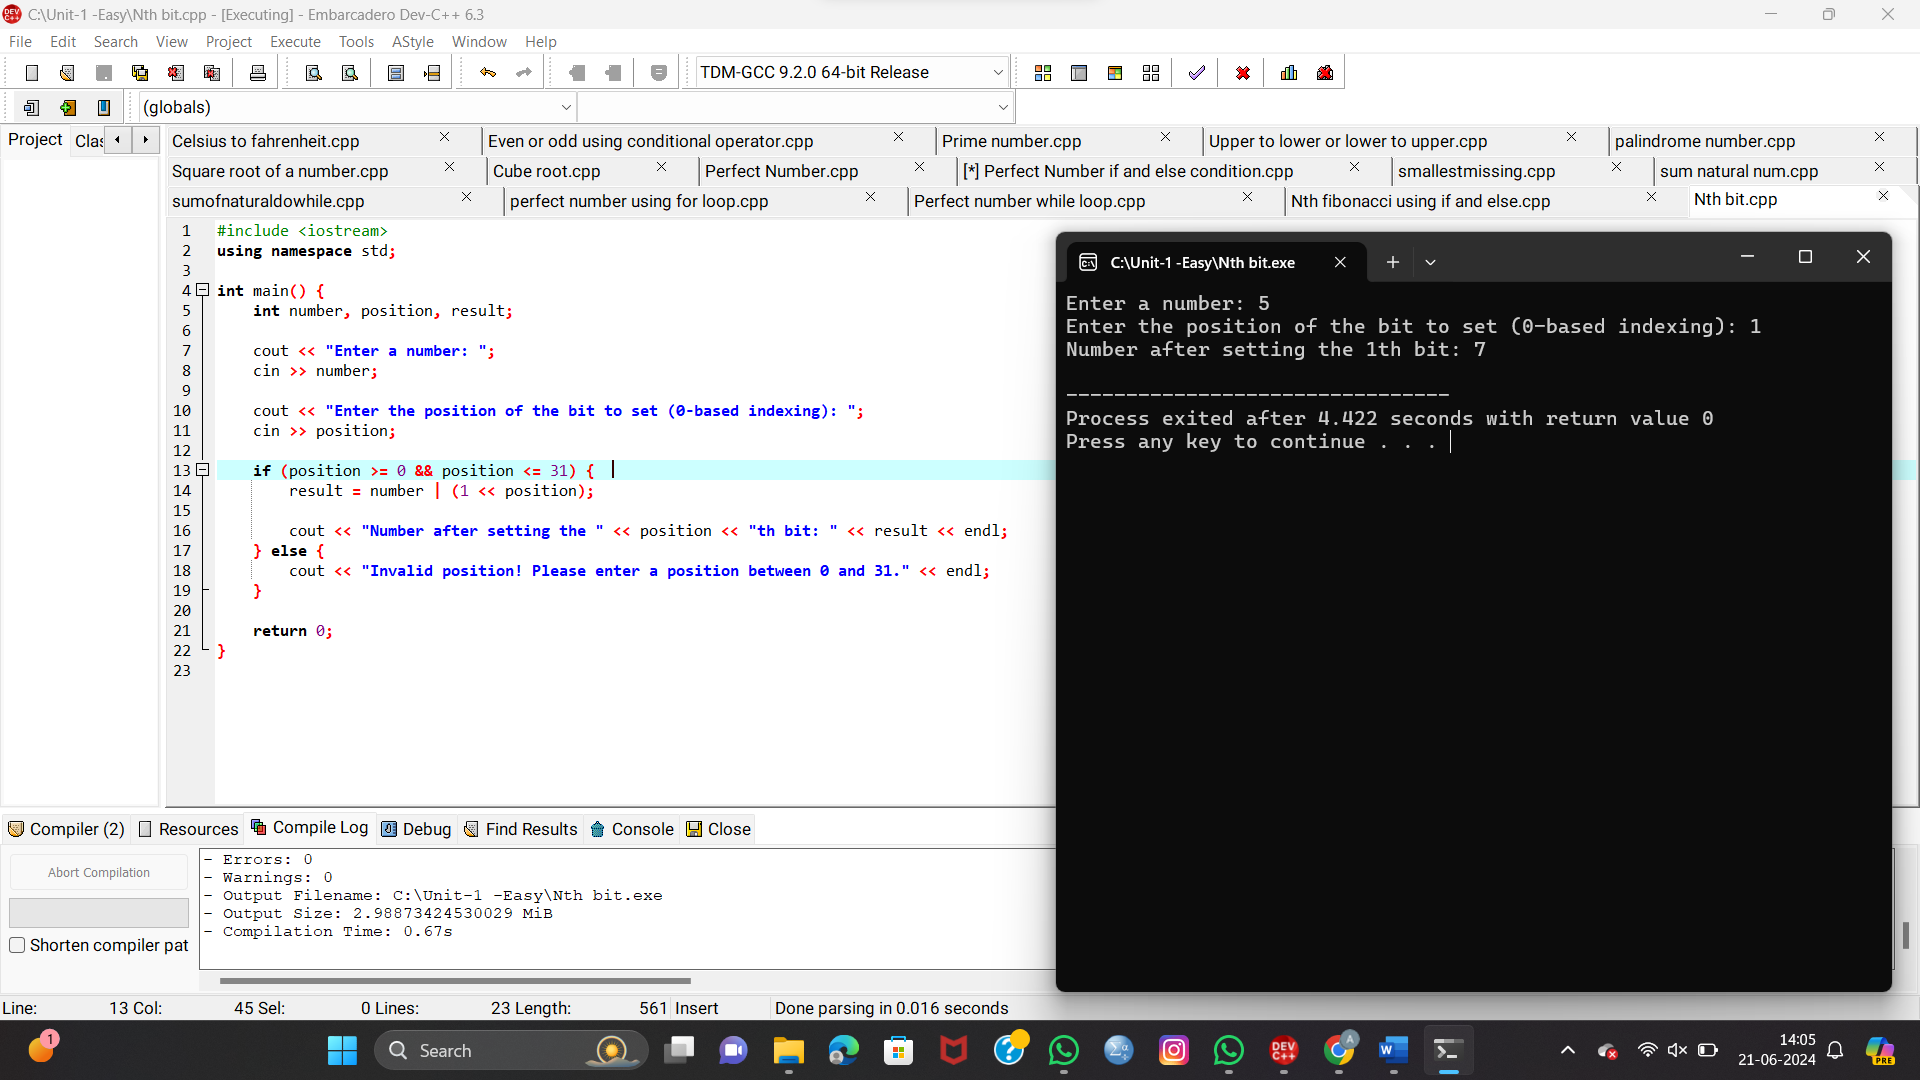 C:\Unit-1 -Easy\Nth bit.cpp - [Executing] - Embarcadero Dev-C++ 6.3
File Edit Search View Project Execute Tools AStyle Window Help
TDM-GCC 9.2.0 64-bit Release
(globals)
Project Clas
Celsius to fahrenheit.cpp Even or odd using conditional operator.cpp Prime number.cpp Upper to lower or lower to upper.cpp palindrome number.cpp
Square root of a number.cpp Cube root.cpp Perfect Number.cpp [*] Perfect Number if and else condition.cpp smallestmissing.cpp sum natural num.cpp
sumofnaturaldowhile.cpp perfect number using for loop.cpp Perfect number while loop.cpp Nth fibonacci using if and else.cpp Nth bit.cpp
1 #include <iostream>
2 using namespace std;
3
4 int main() {
5 int number, position, result;
6
7 cout << "Enter a number: ";
8 cin >> number;
9
10 cout << "Enter the position of the bit to set (0-based indexing): ";
11 cin >> position;
12
13 if (position >= 0 && position <= 31) {
14 result = number | (1 << position);
15
16 cout << "Number after setting the " << position << "th bit: " << result << endl;
17 } else {
18 cout << "Invalid position! Please enter a position between 0 and 31." << endl;
19 }
20
21 return 0;
22 }
23
C:\Unit-1 -Easy\Nth bit.exe
Enter a number: 5
Enter the position of the bit to set (0-based indexing): 1
Number after setting the 1th bit: 7
--------------------------------
Process exited after 4.422 seconds with return value 0
Press any key to continue . . .
Compiler (2) Resources Compile Log Debug Find Results Console Close
Abort Compilation
Shorten compiler pat
- Errors: 0
- Warnings: 0
- Output Filename: C:\Unit-1 -Easy\Nth bit.exe
- Output Size: 2.98873424530029 MiB
- Compilation Time: 0.67s
Line: 13 Col: 45 Sel: 0 Lines: 23 Length: 561 Insert Done parsing in 0.016 seconds
1
Search
DEV C++
A
W
14:05
21-06-2024
PRE